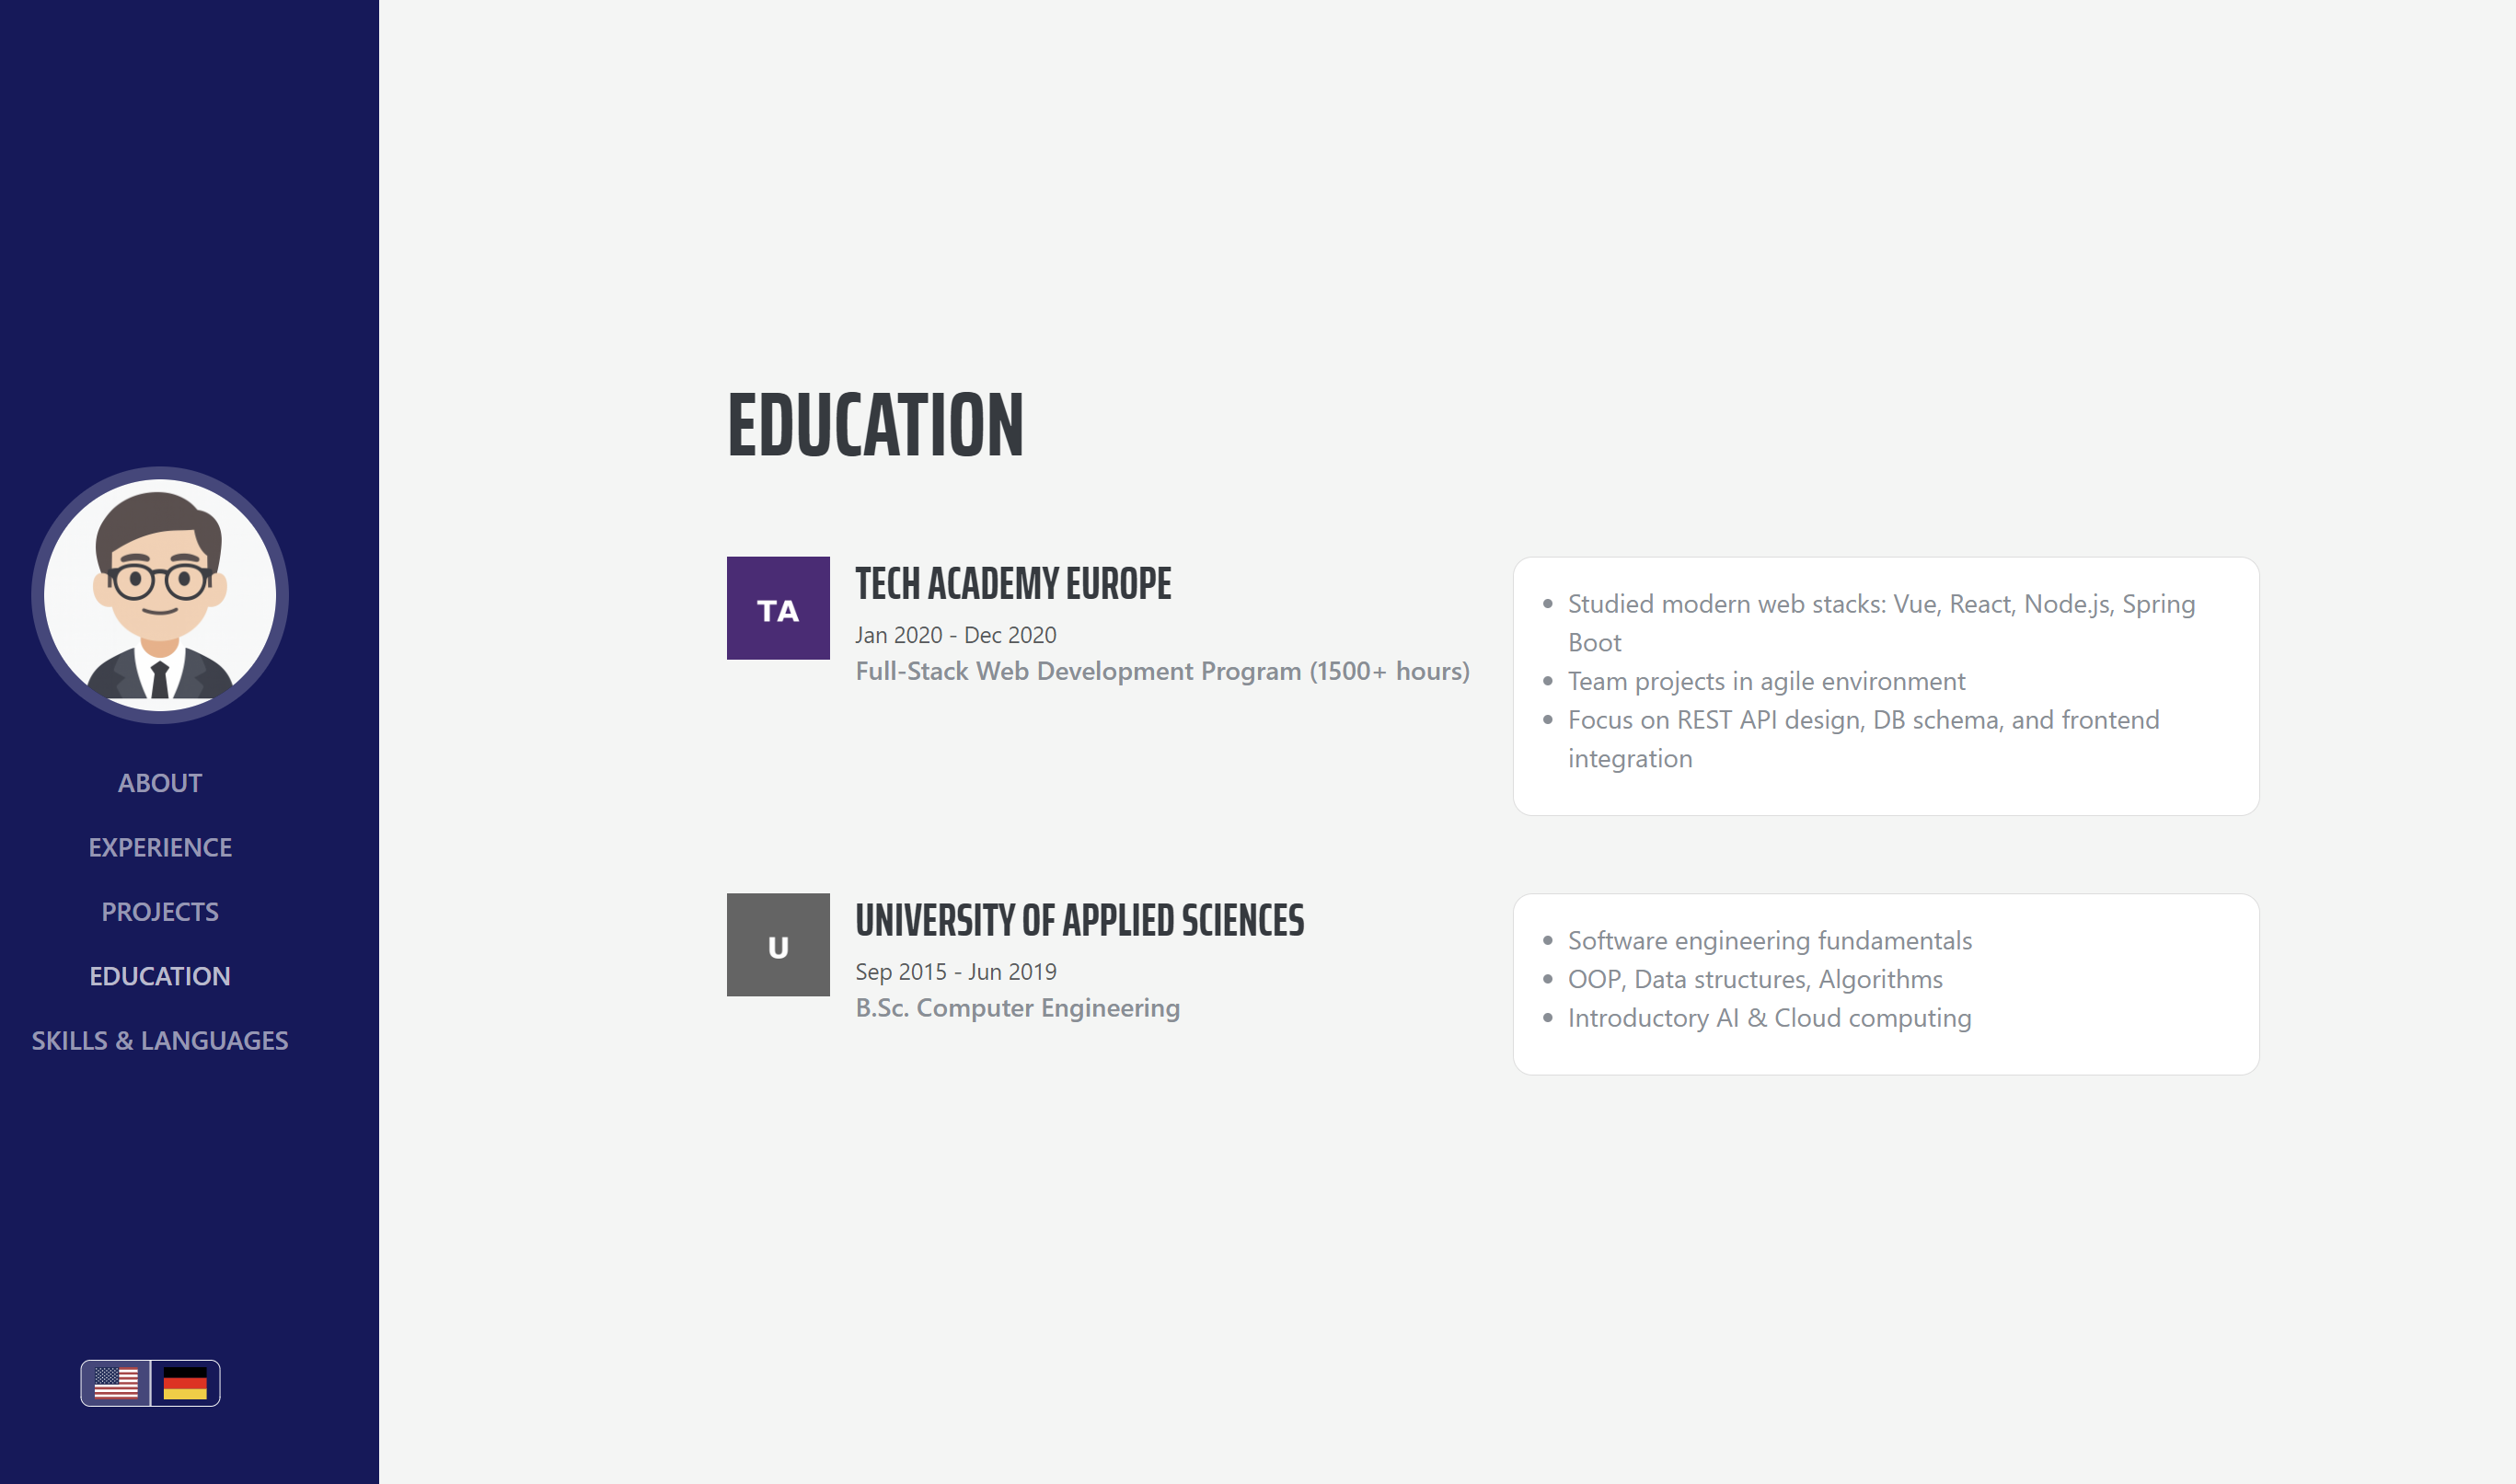 ABOUT
EXPERIENCE
PROJECTS
EDUCATION
SKILLS & LANGUAGES
EDUCATION
TA
TECH ACADEMY EUROPE
Jan 2020 - Dec 2020
Full-Stack Web Development Program (1500+ hours)
Studied modern web stacks: Vue, React, Node.js, Spring
Boot
Team projects in agile environment
Focus on REST API design, DB schema, and frontend
integration
U
UNIVERSITY OF APPLIED SCIENCES
Sep 2015 - Jun 2019
B.Sc. Computer Engineering
Software engineering fundamentals
OOP, Data structures, Algorithms
Introductory AI & Cloud computing